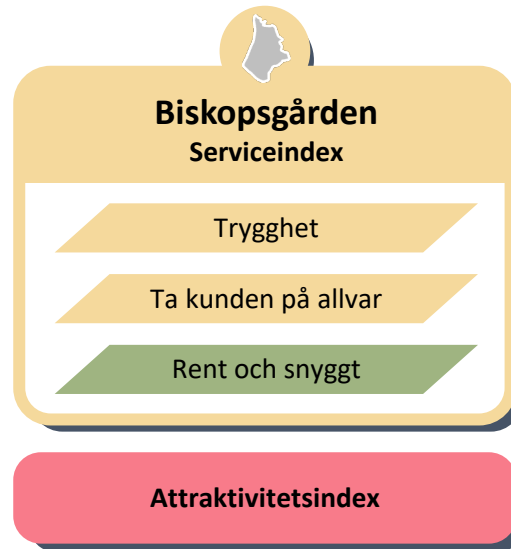 Biskopsgården
Serviceindex
Trygghet
Ta kunden på allvar
Rent och snyggt
Attraktivitetsindex